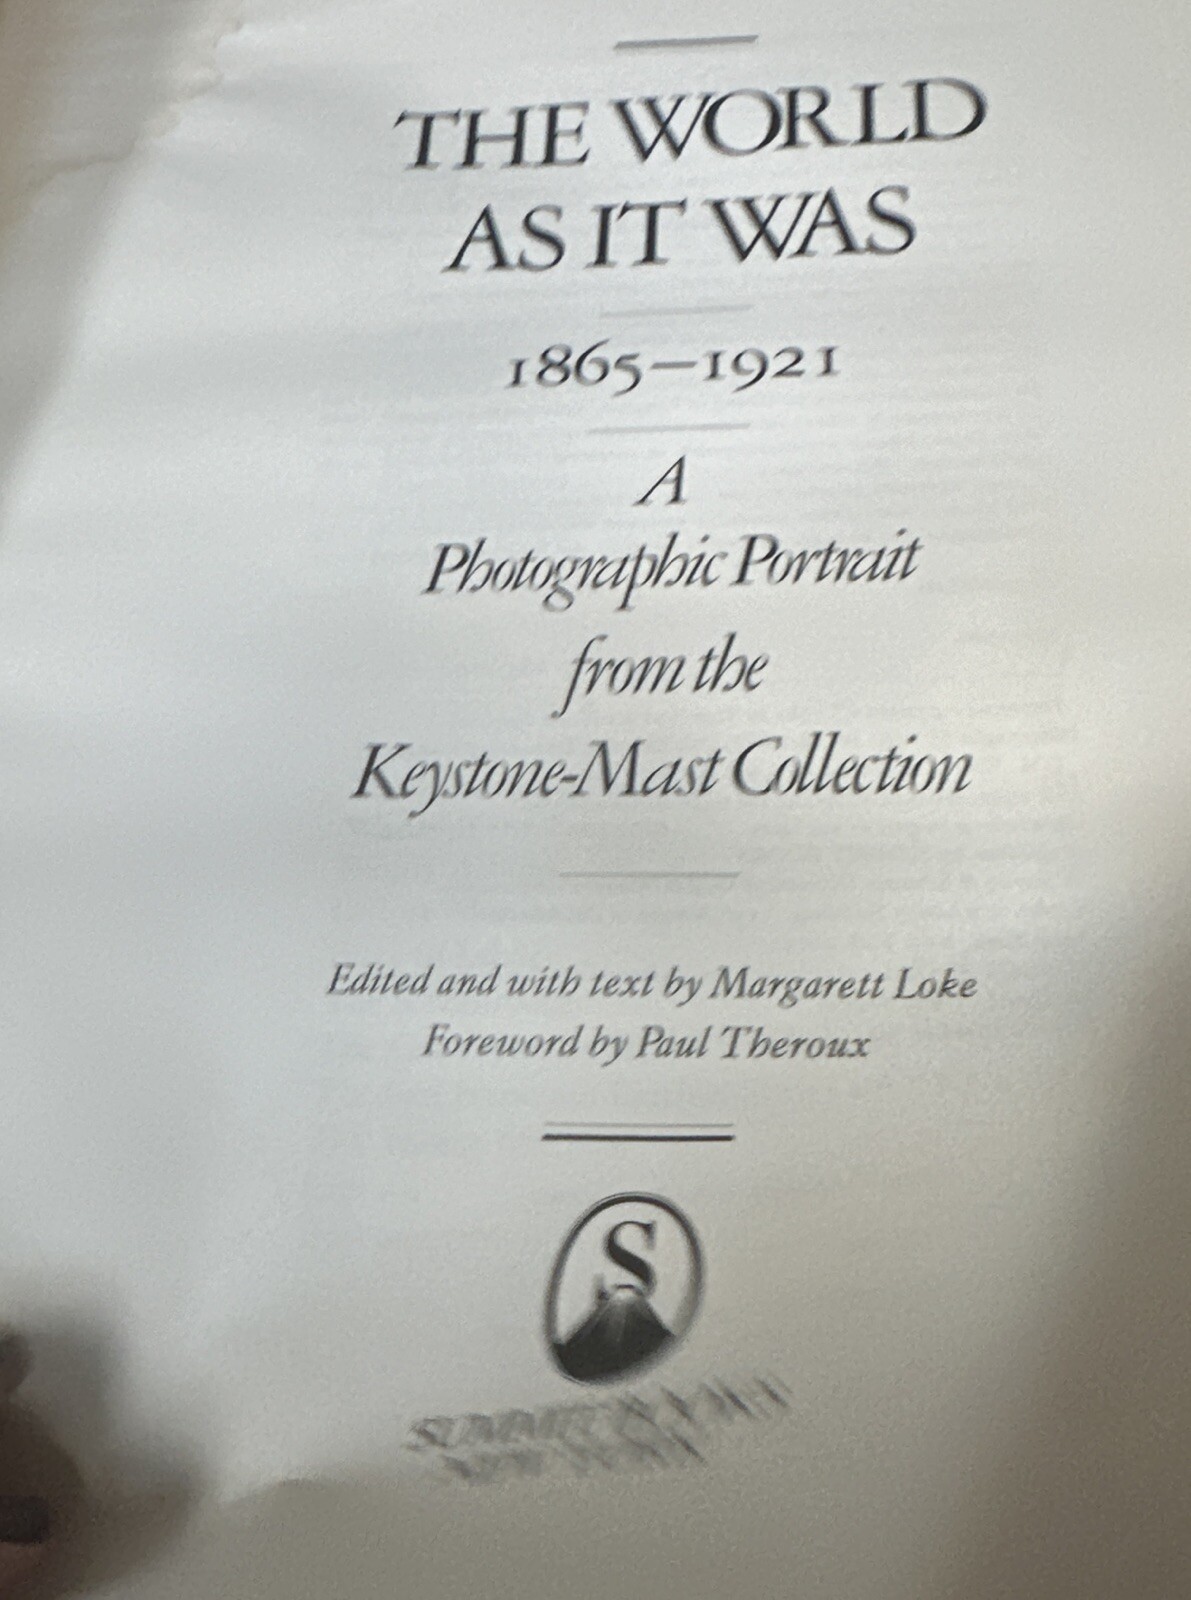 THE WORLD
AS IT WAS
1865–1921
A
Photographic Portrait
from the
Keystone-Mast Collection
Edited and with text by Margarett Loke
Foreword by Paul Theroux
S
SUMMIT